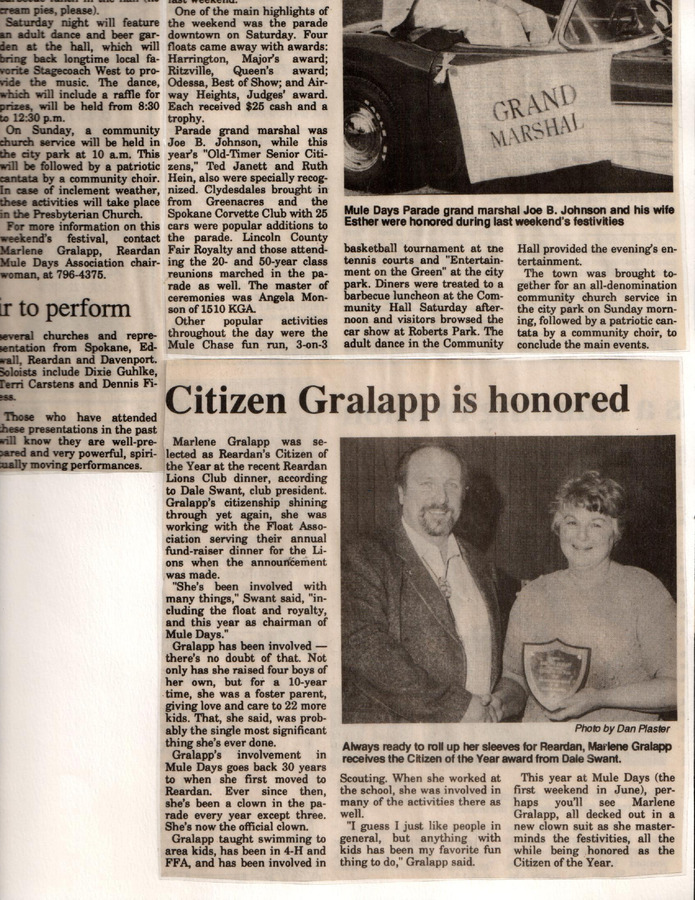 cream pies, please).
Saturday night will feature
an adult dance and beer gar-
den at the hall, which will
bring back longtime local fa-
vorite Stagecoach West to pro-
vide the music. The dance,
which will include a raffle for
prizes, will be held from 8:30
to 12:30 p.m.
On Sunday, a community
church service will be held in
the city park at 10 a.m. This
will be followed by a patriotic
cantata by a community choir.
In case of inclement weather,
these activities will take place
in the Presbyterian Church.
For more information on this
weekend's festival, contact
Marlene Gralapp, Reardan
Mule Days Association chair-
woman, at 796-4375.
ir to perform
several churches and repre-
sentation from Spokane, Ed-
wall, Reardan and Davenport.
Soloists include Dixie Guhlke,
Terri Carstens and Dennis Fi-
ess.
Those who have attended
these presentations in the past
will know they are well-pre-
pared and very powerful, spiri-
tually moving performances.
last weekend.
One of the main highlights of
the weekend was the parade
downtown on Saturday. Four
floats came away with awards:
Harrington, Major's award;
Ritzville, Queen's award;
Odessa, Best of Show; and Air-
way Heights, Judges' award.
Each received $25 cash and a
trophy.
Parade grand marshal was
Joe B. Johnson, while this
year's "Old-Timer Senior Citi-
zens," Ted Janett and Ruth
Hein, also were specially recog-
nized. Clydesdales brought in
from Greenacres and the
Spokane Corvette Club with 25
cars were popular additions to
the parade. Lincoln County
Fair Royalty and those attend-
ing the 20- and 50-year class
reunions marched in the pa-
rade as well. The master of
ceremonies was Angela Mon-
son of 1510 KGA.
Other popular activities
throughout the day were the
Mule Chase fun run, 3-on-3
GRAND
MARSHAL
Mule Days Parade grand marshal Joe B. Johnson and his wife
Esther were honored during last weekend's festivities
basketball tournament at the
tennis courts and "Entertain-
ment on the Green" at the city
park. Diners were treated to a
barbecue luncheon at the Com-
munity Hall Saturday after-
noon and visitors browsed the
car show at Roberts Park. The
adult dance in the Community
Hall provided the evening's en-
tertainment.
The town was brought to-
gether for an all-denomination
community church service in
the city park on Sunday morn-
ing, followed by a patriotic can-
tata by a community choir, to
conclude the main events.
Citizen Gralapp is honored
Marlene Gralapp was se-
lected as Reardan's Citizen of
the Year at the recent Reardan
Lions Club dinner, according
to Dale Swant, club president.
Gralapp's citizenship shining
through yet again, she was
working with the Float Asso-
ciation serving their annual
fund-raiser dinner for the Li-
ons when the announcement
was made.
"She's been involved with
many things," Swant said, "in-
cluding the float and royalty,
and this year as chairman of
Mule Days."
Gralapp has been involved —
there's no doubt of that. Not
only has she raised four boys of
her own, but for a 10-year
time, she was a foster parent,
giving love and care to 22 more
kids. That, she said, was prob-
ably the single most significant
thing she's ever done.
Gralapp's involvement in
Mule Days goes back 30 years
to when she first moved to
Reardan. Ever since then,
she's been a clown in the pa-
rade every year except three.
She's now the official clown.
Gralapp taught swimming to
area kids, has been in 4-H and
FFA, and has been involved in
Photo by Dan Plaster
Always ready to roll up her sleeves for Reardan, Marlene Gralapp
receives the Citizen of the Year award from Dale Swant.
Scouting. When she worked at
the school, she was involved in
many of the activities there as
well.
"I guess I just like people in
general, but anything with
kids has been my favorite fun
thing to do," Gralapp said.
This year at Mule Days (the
first weekend in June), per-
haps you'll see Marlene
Gralapp, all decked out in a
new clown suit as she master-
minds the festivities, all the
while being honored as the
Citizen of the Year.